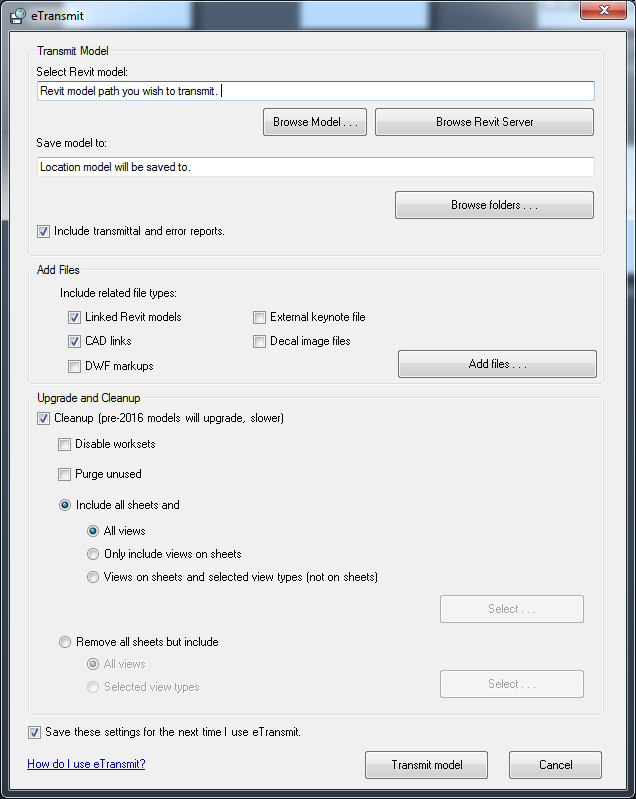 eTransmit
Transmit Model
Select Revit model:
Revit model path you wish to transmit.
Browse Model . . .
Browse Revit Server
Save model to:
Location model will be saved to.
Browse folders . . .
Include transmittal and error reports.
Add Files
Include related file types:
Linked Revit models
External keynote file
CAD links
Decal image files
DWF markups
Add files . . .
Upgrade and Cleanup
Cleanup (pre-2016 models will upgrade, slower)
Disable worksets
Purge unused
Include all sheets and
All views
Only include views on sheets
Views on sheets and selected view types (not on sheets)
Select . . .
Remove all sheets but include
All views
Selected view types
Select . . .
Save these settings for the next time I use eTransmit.
How do I use eTransmit?
Transmit model
Cancel